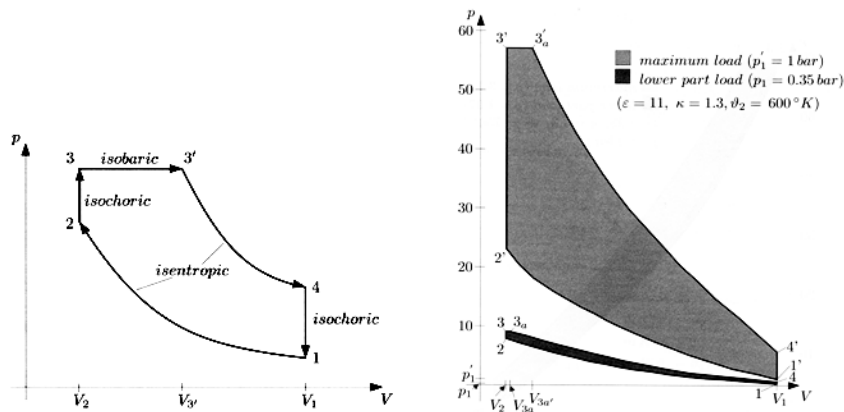 p
3
isobaric
3'
isochoric
2
isentropic
4
isochoric
1
V₂
V₃'
V₁
V
p
60
50
40
30
20
10
3'
3'ₐ
maximum load (p'₁ = 1 bar)
lower part load (p₁ = 0.35 bar)
(ε = 11, κ = 1.3, ϑ₂ = 600 °K)
2'
3
3ₐ
2
4'
1'
4
1
p'₁
p₁
V₂
V₃ₐ
V₃ₐ'
V₁
V